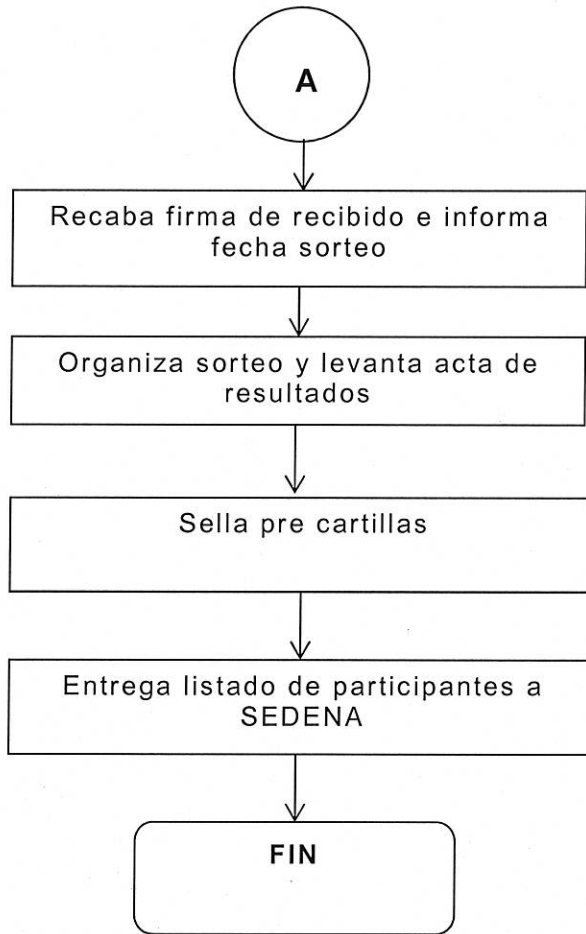 A
Recaba firma de recibido e informa
fecha sorteo
Organiza sorteo y levanta acta de
resultados
Sella pre cartillas
Entrega listado de participantes a
SEDENA
FIN